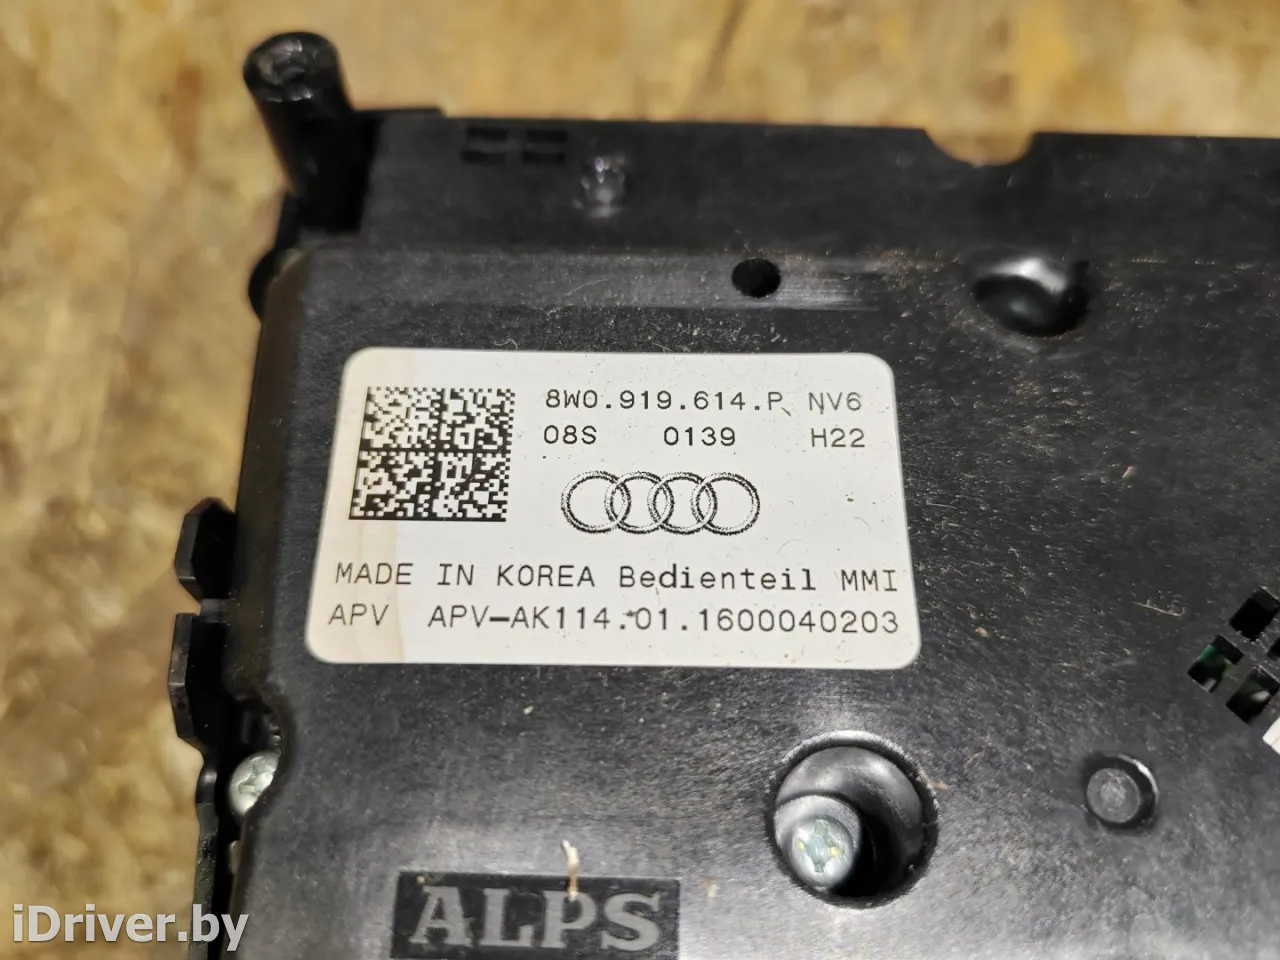 8W0.919.614.P NV6
08S 0139 H22
MADE IN KOREA Bedienteil MMI
APV APV-AK114.01.1600040203
ALPS
iDriver.by